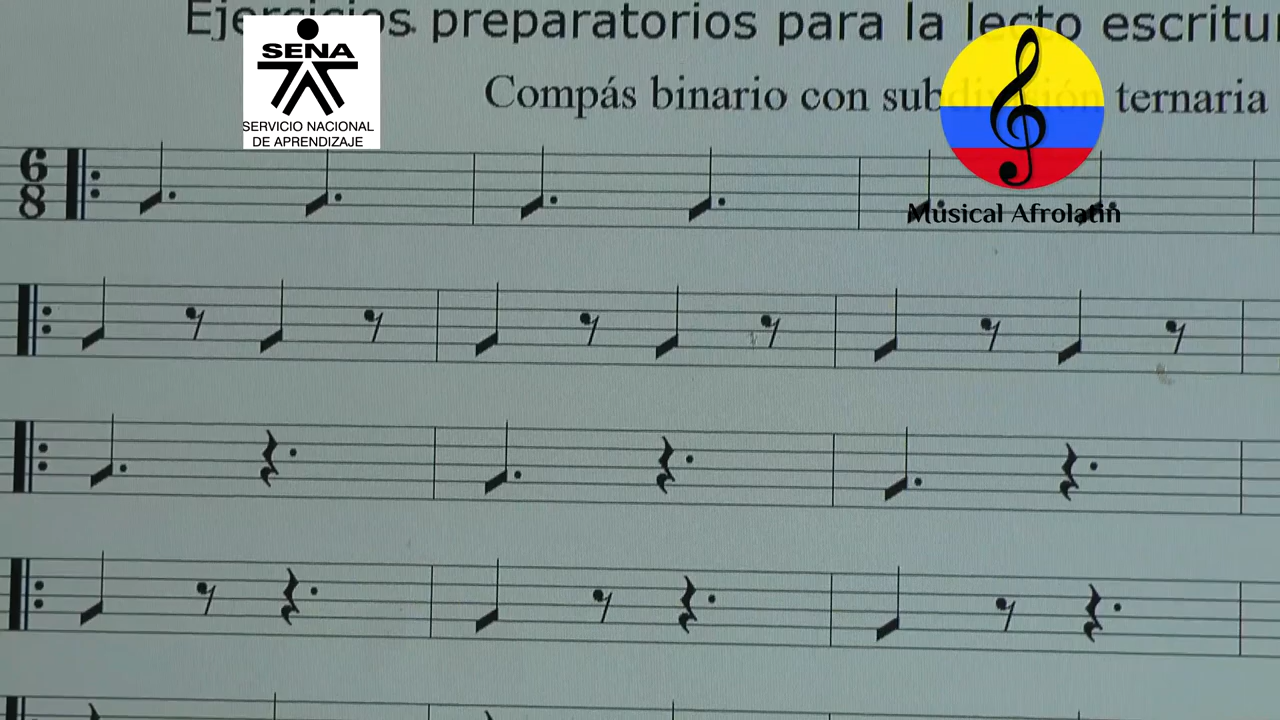 Ejercicios preparatorios para la lecto escritu
SENA
SERVICIO NACIONAL
DE APRENDIZAJE
Compás binario con subdivisión ternaria
6
8
Musical Afrolatin